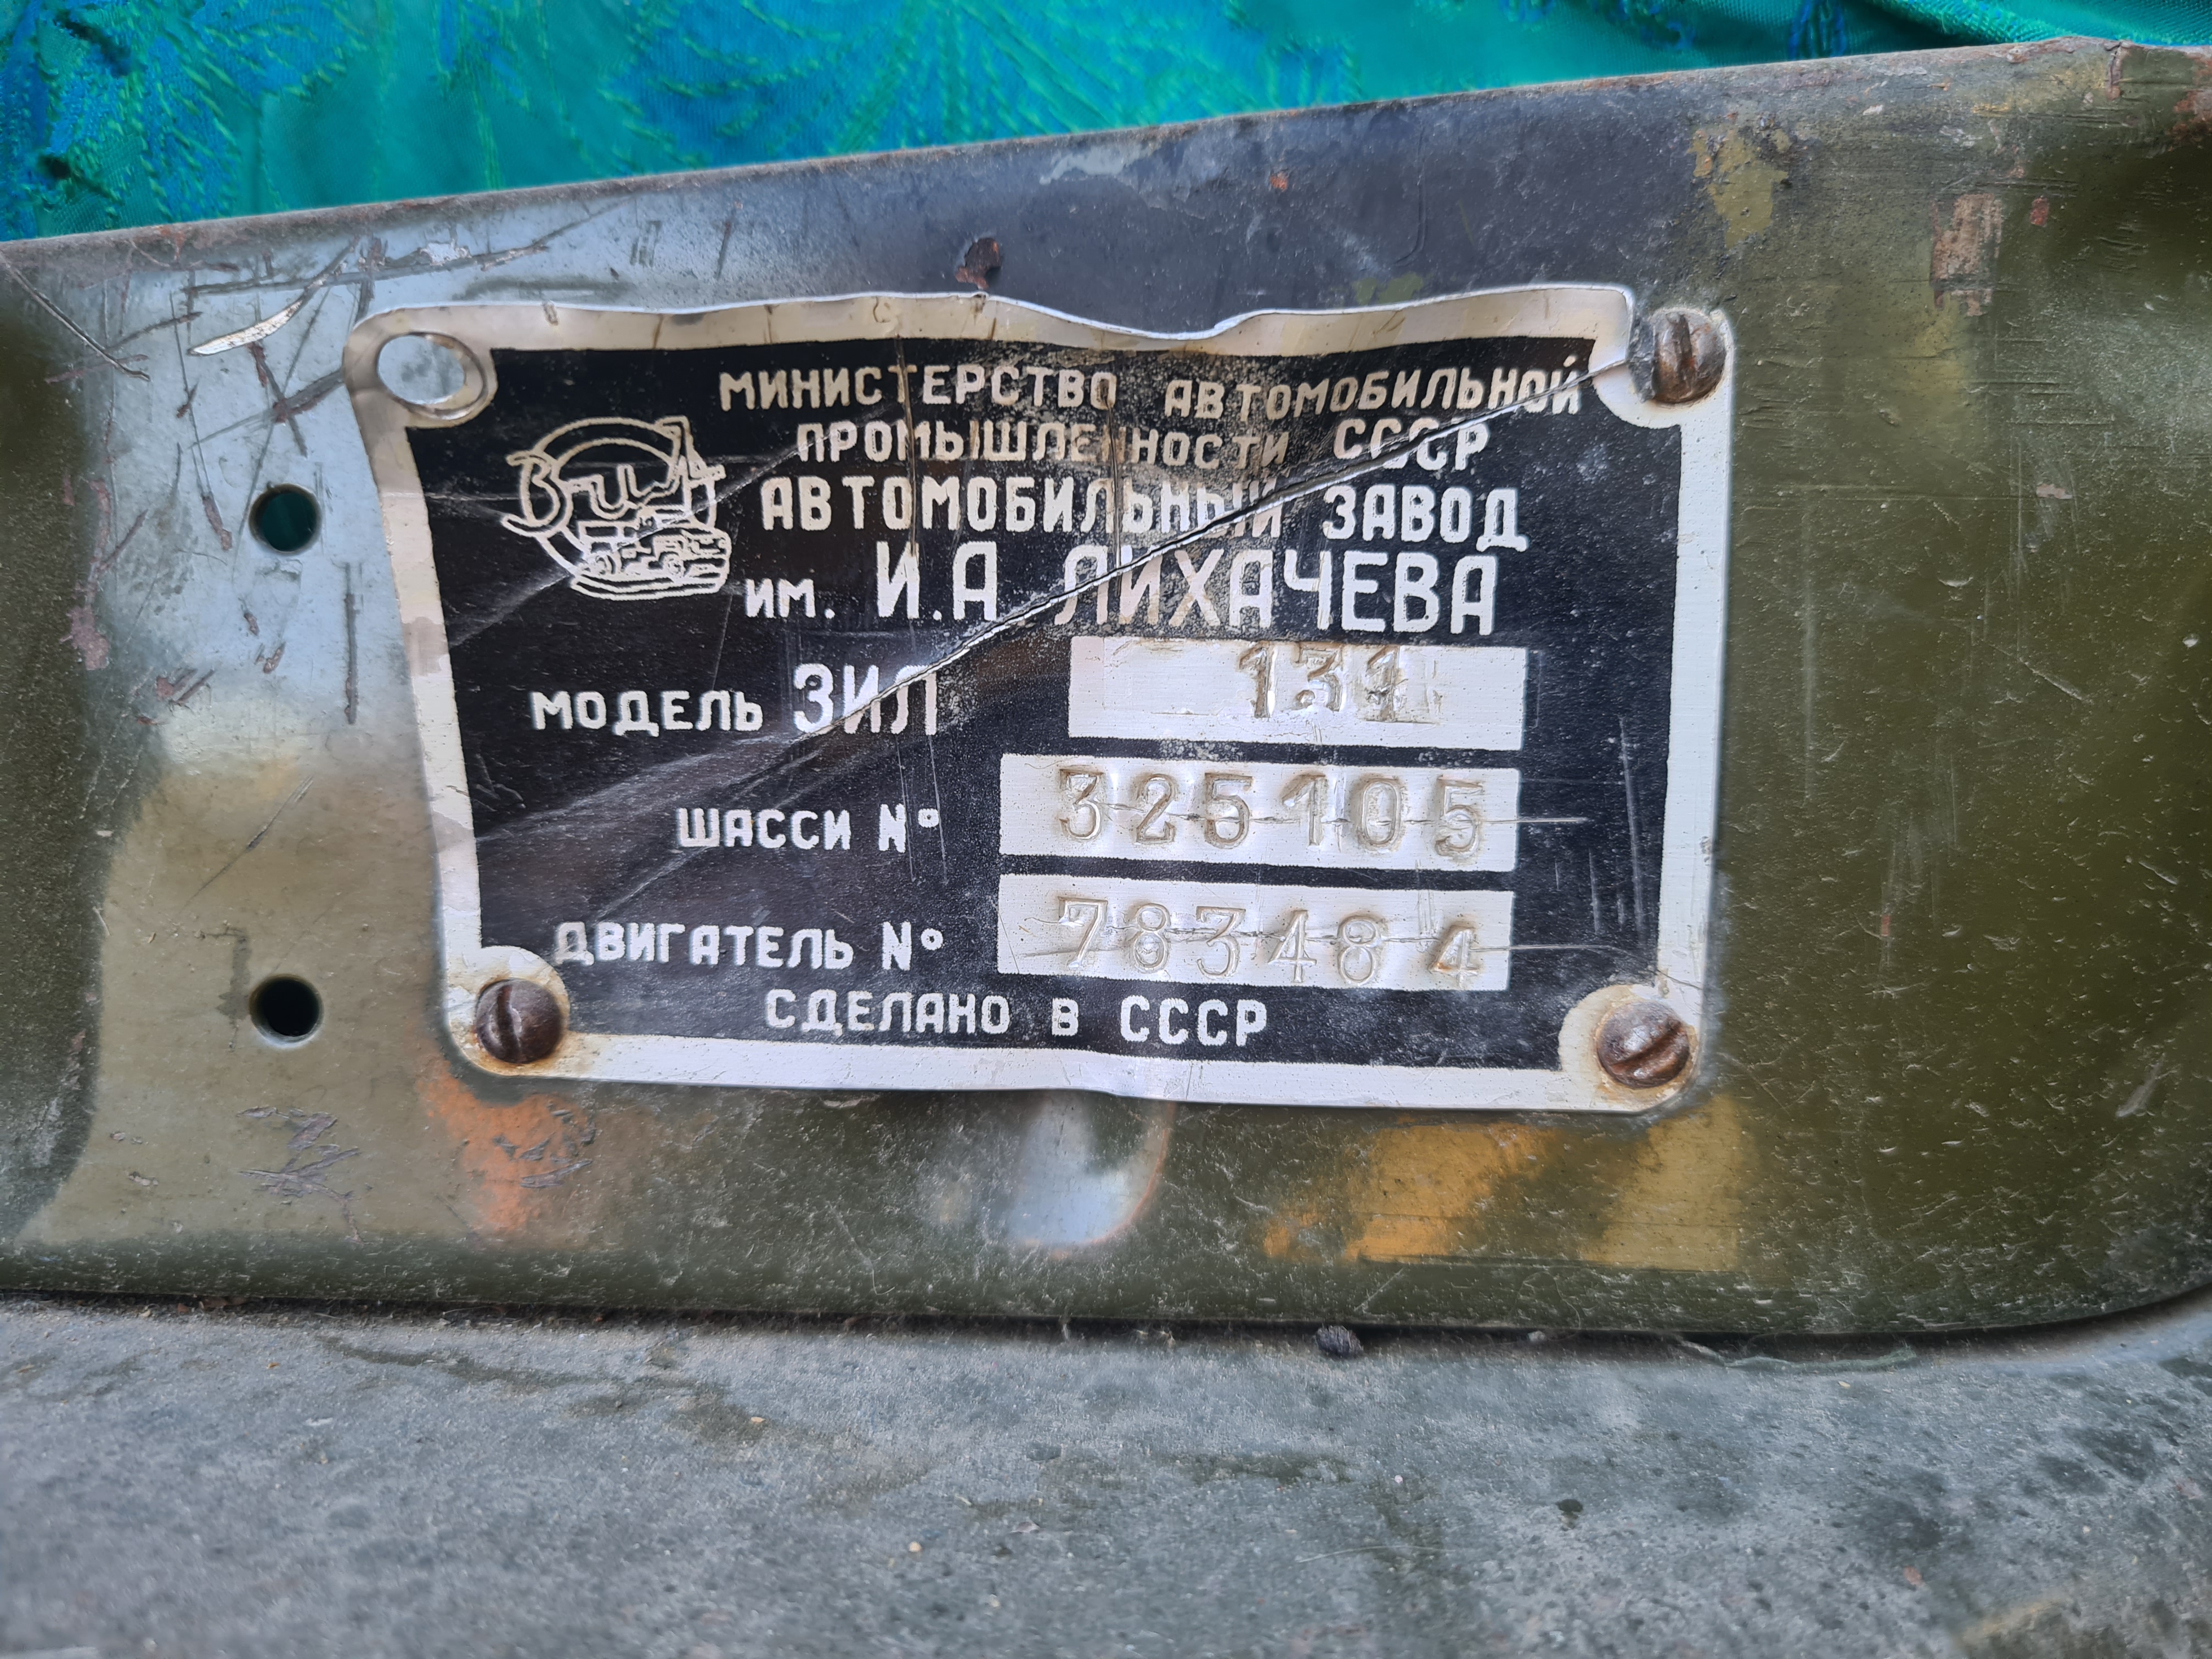 МИНИСТЕРСТВО АВТОМОБИЛЬНОЙ
ПРОМЫШЛЕННОСТИ СССР
АВТОМОБИЛЬНЫЙ ЗАВОД
им. И.А ЛИХАЧЕВА
МОДЕЛЬ ЗИЛ 131
ШАССИ № 325105
ДВИГАТЕЛЬ № 783484
СДЕЛАНО В СССР